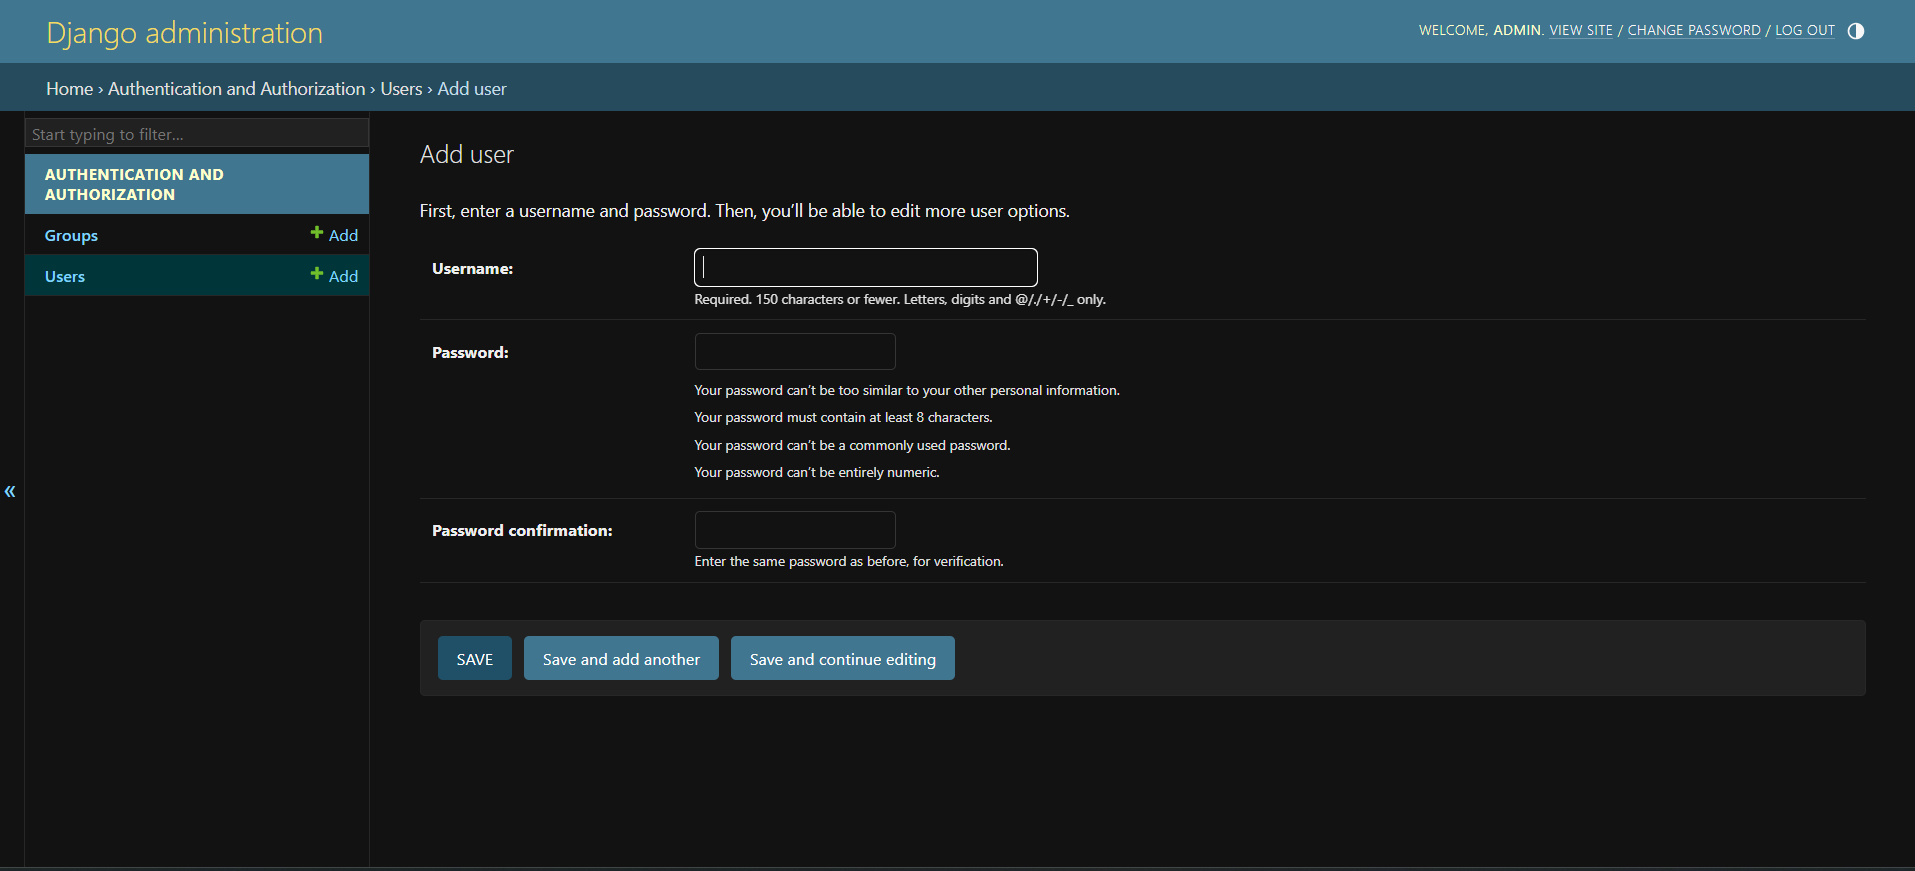 Django administration
WELCOME, ADMIN. VIEW SITE / CHANGE PASSWORD / LOG OUT
Home › Authentication and Authorization › Users › Add user
Start typing to filter...
AUTHENTICATION AND
AUTHORIZATION
Groups
Add
Users
Add
«
Add user
First, enter a username and password. Then, you’ll be able to edit more user options.
Username:
Required. 150 characters or fewer. Letters, digits and @/./+/-/_ only.
Password:
Your password can’t be too similar to your other personal information.
Your password must contain at least 8 characters.
Your password can’t be a commonly used password.
Your password can’t be entirely numeric.
Password confirmation:
Enter the same password as before, for verification.
SAVE
Save and add another
Save and continue editing